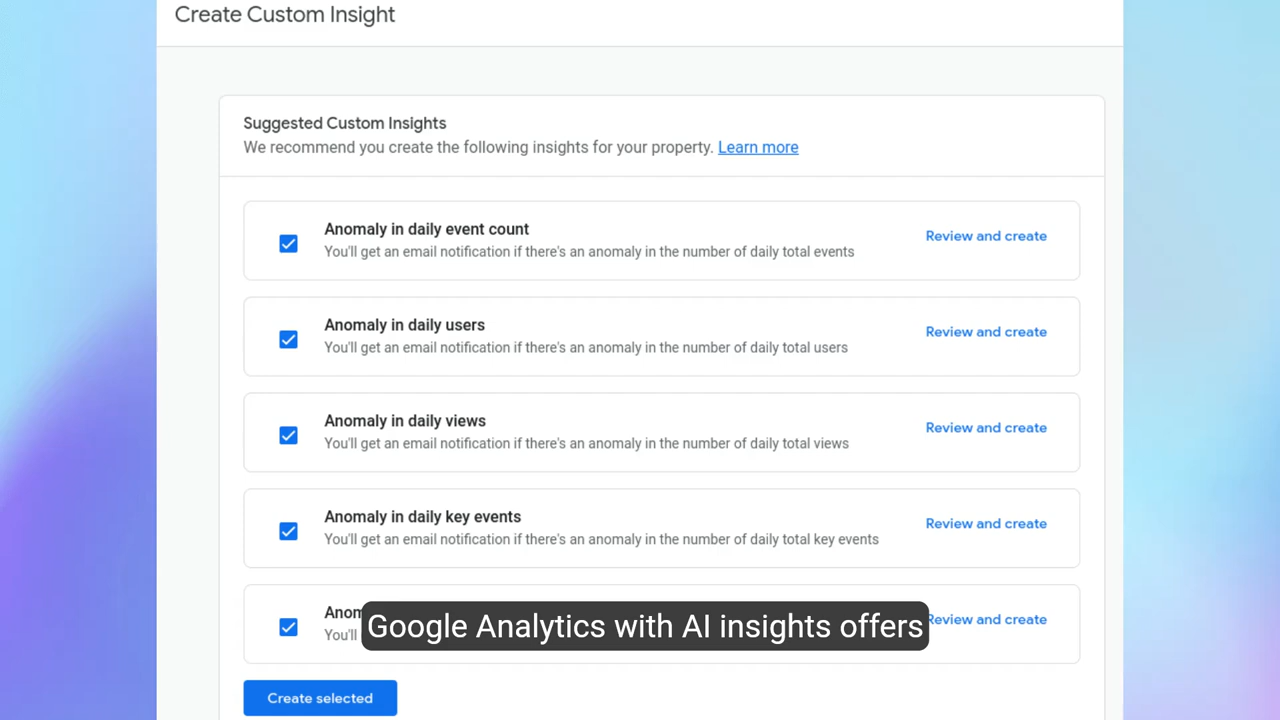 Create Custom Insight
Suggested Custom Insights
We recommend you create the following insights for your property. Learn more
Anomaly in daily event count
You'll get an email notification if there's an anomaly in the number of daily total events
Review and create
Anomaly in daily users
You'll get an email notification if there's an anomaly in the number of daily total users
Review and create
Anomaly in daily views
You'll get an email notification if there's an anomaly in the number of daily total views
Review and create
Anomaly in daily key events
You'll get an email notification if there's an anomaly in the number of daily total key events
Review and create
You'll
Review and create
Google Analytics with AI insights offers
Create selected